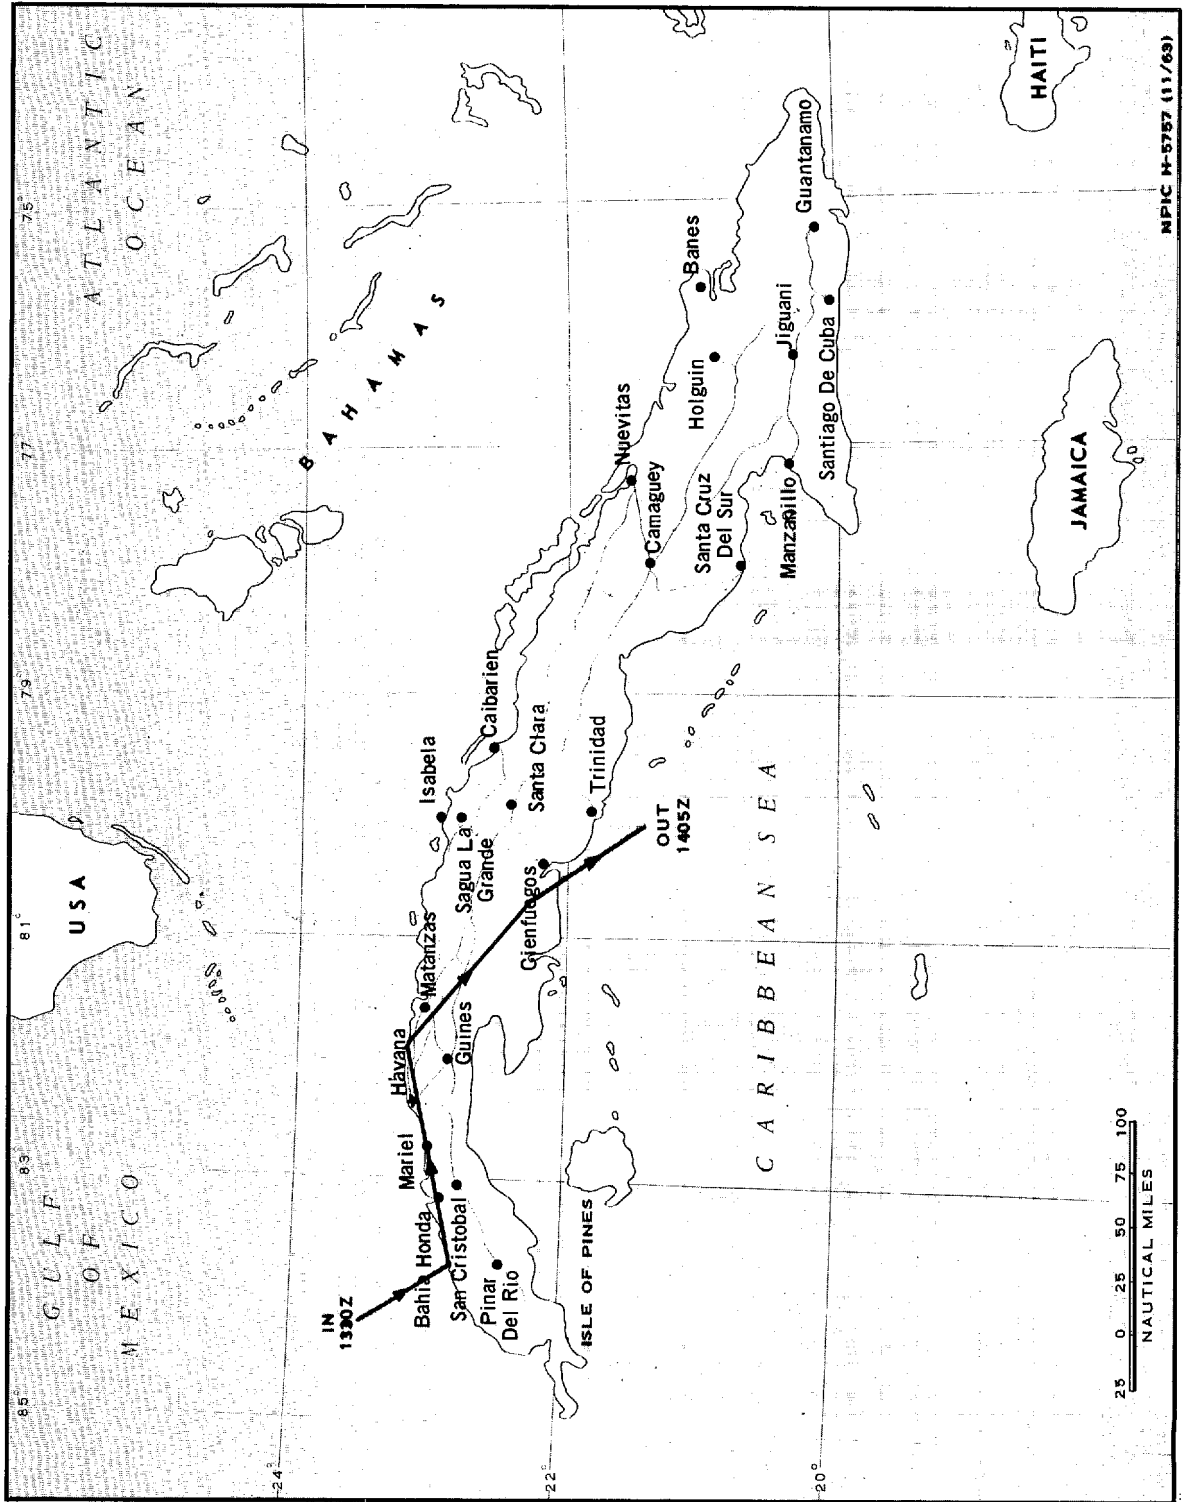 85°
83
81°
79
77
75°
GULF
OF
MEXICO
USA
ATLANTIC
OCEAN
BAHAMAS
24°
22°
20°
IN
Bahia Honda
Mariel
Havana
Matanzas
Isabela
Caibarien
San Cristobal
Guines
Sagua La
Grande
Santa Clara
Pinar
Del Rio
Cienfuegos
Trinidad
Nuevitas
Camaguey
Banes
Holguin
Santa Cruz
Del Sur
Manzanillo
Jiguani
Guantanamo
Santiago De Cuba
ISLE OF PINES
OUT
1405Z
CARIBBEAN SEA
JAMAICA
HAITI
25 0 25 50 75 100
NAUTICAL MILES
NPIC H-5757 (11/63)